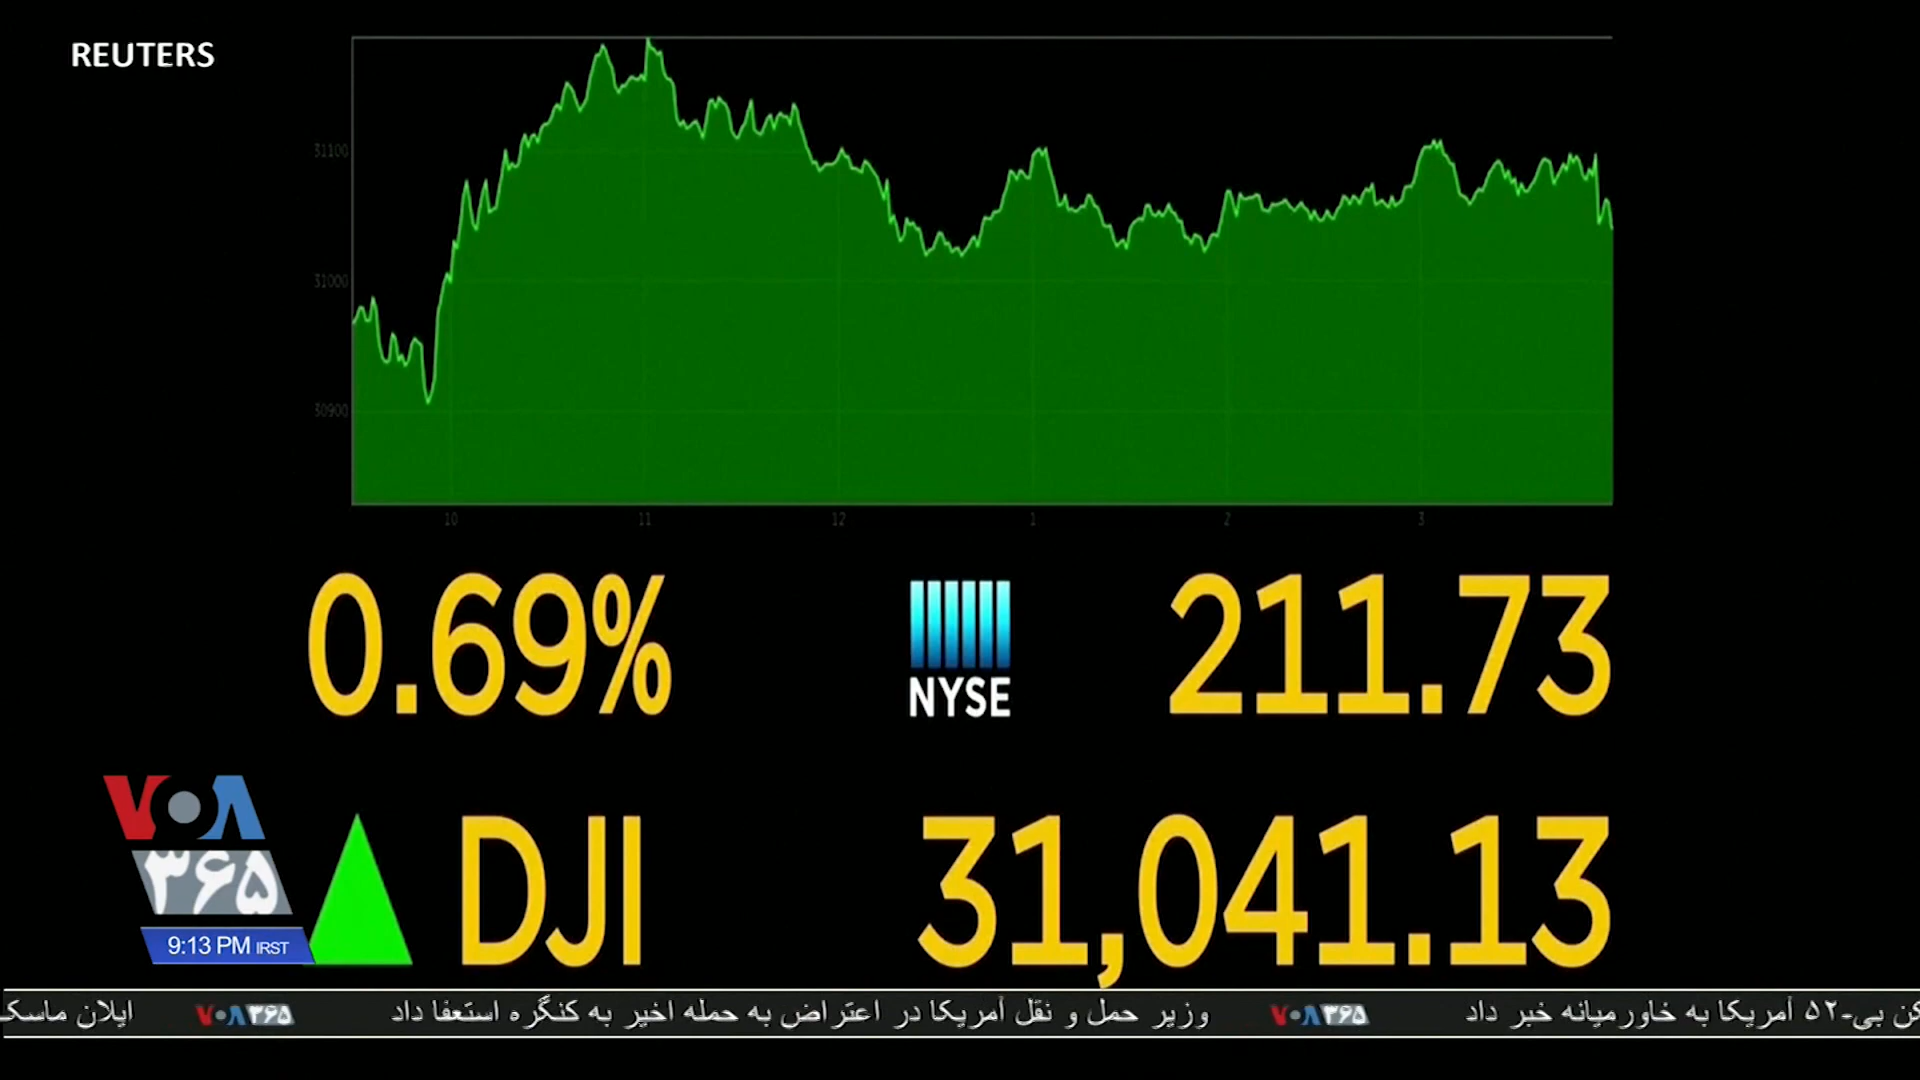 REUTERS
31100
31000
30900
10 11 12 1 2 3
0.69% NYSE 211.73
VOA
۳۶۵
9:13 PM IRST
DJI 31,041.13
بی-۵۲ آمریکا به خاورمیانه خبر داد VOA۳۶۵ وزیر حمل و نقل آمریکا در اعتراض به حمله اخیر به کنگره استعفا داد VOA۳۶۵ ایلان ماسک